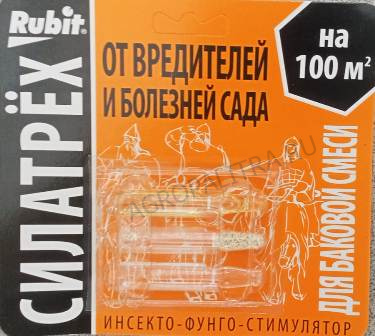 Rubit®
СИЛАТРЁХ
ОТ ВРЕДИТЕЛЕЙ
И БОЛЕЗНЕЙ САДА
на
100 м²
ДЛЯ БАКОВОЙ СМЕСИ
ИНСЕКТО-ФУНГО-СТИМУЛЯТОР